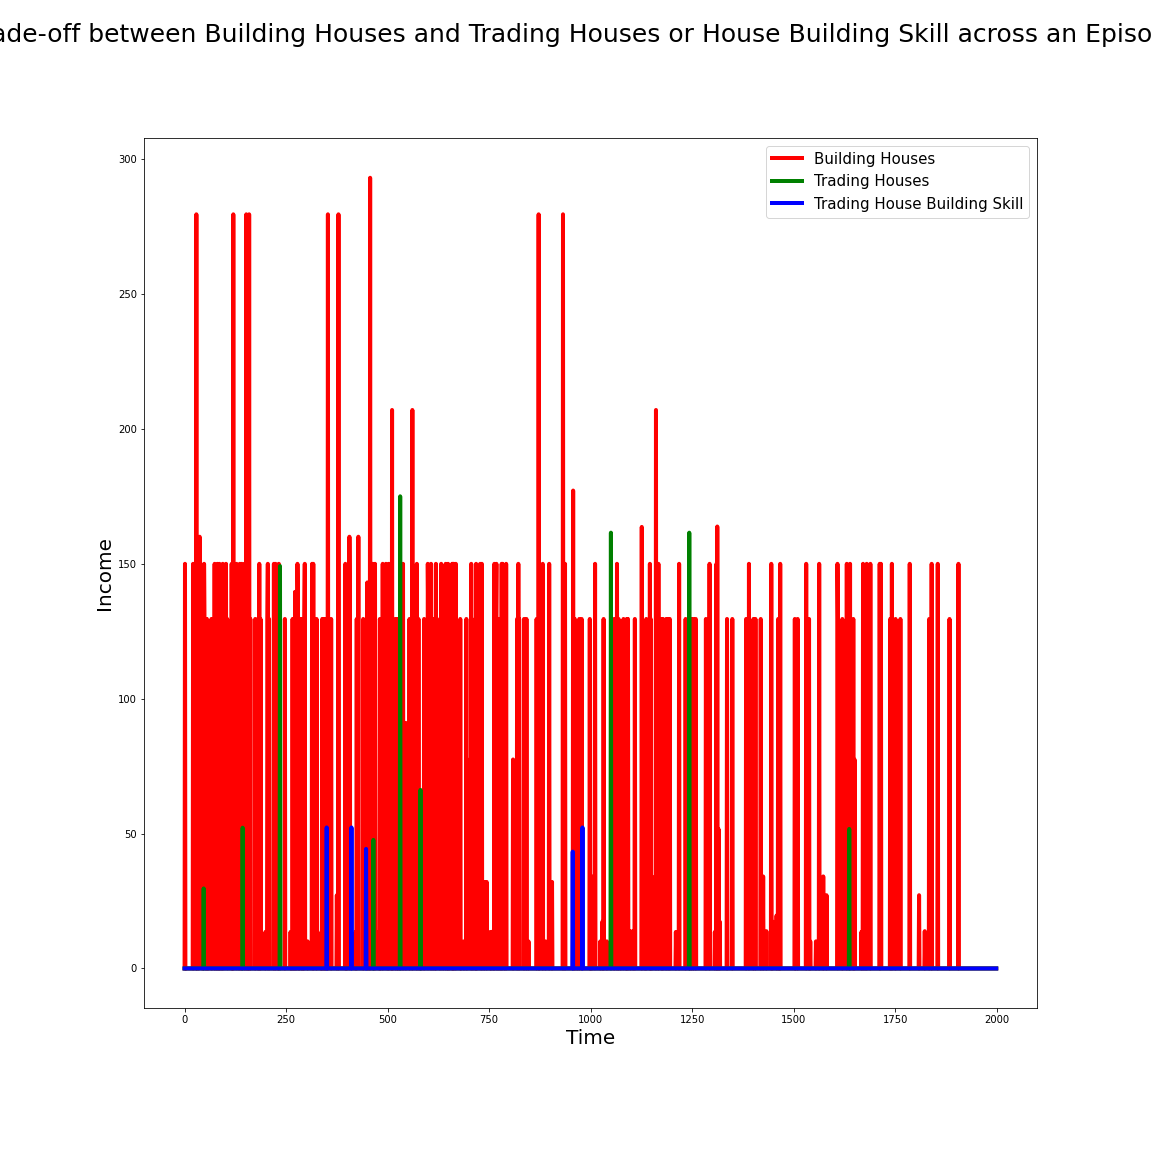 ade-off between Building Houses and Trading Houses or House Building Skill across an Episo
Building Houses
Trading Houses
Trading House Building Skill
300
250
200
150
100
50
0
Income
0 250 500 750 1000 1250 1500 1750 2000
Time